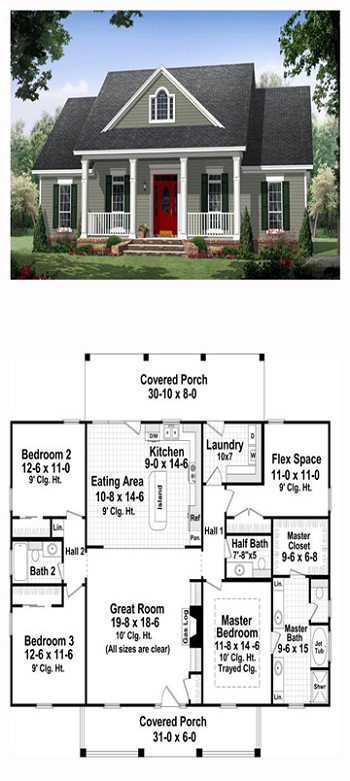 Covered Porch
30-10 x 8-0
Bedroom 2
12-6 x 11-0
9' Clg. Ht.
D/W
Kitchen
9-0 x 14-6
Eating Area
10-8 x 14-6
9' Clg. Ht.
Island
Ref
Pan.
Laundry
10x7
D
W
Flex Space
11-0 x 11-0
9' Clg. Ht.
Hall 1
Lin.
Hall 2
Bath 2
Half Bath
7'-8"x5
Master
Closet
9-6 x 6-8
Bedroom 3
12-6 x 11-6
9' Clg. Ht.
Great Room
19-8 x 18-6
10' Clg. Ht.
(All sizes are clear)
Gas Log
Master
Bedroom
11-8 x 14 -6
10' Clg. Ht.
Trayed Clg.
Lin.
Master
Bath
9-6 x 15
Jet
Tub
Lin.
Shwr
Covered Porch
31-0 x 6-0